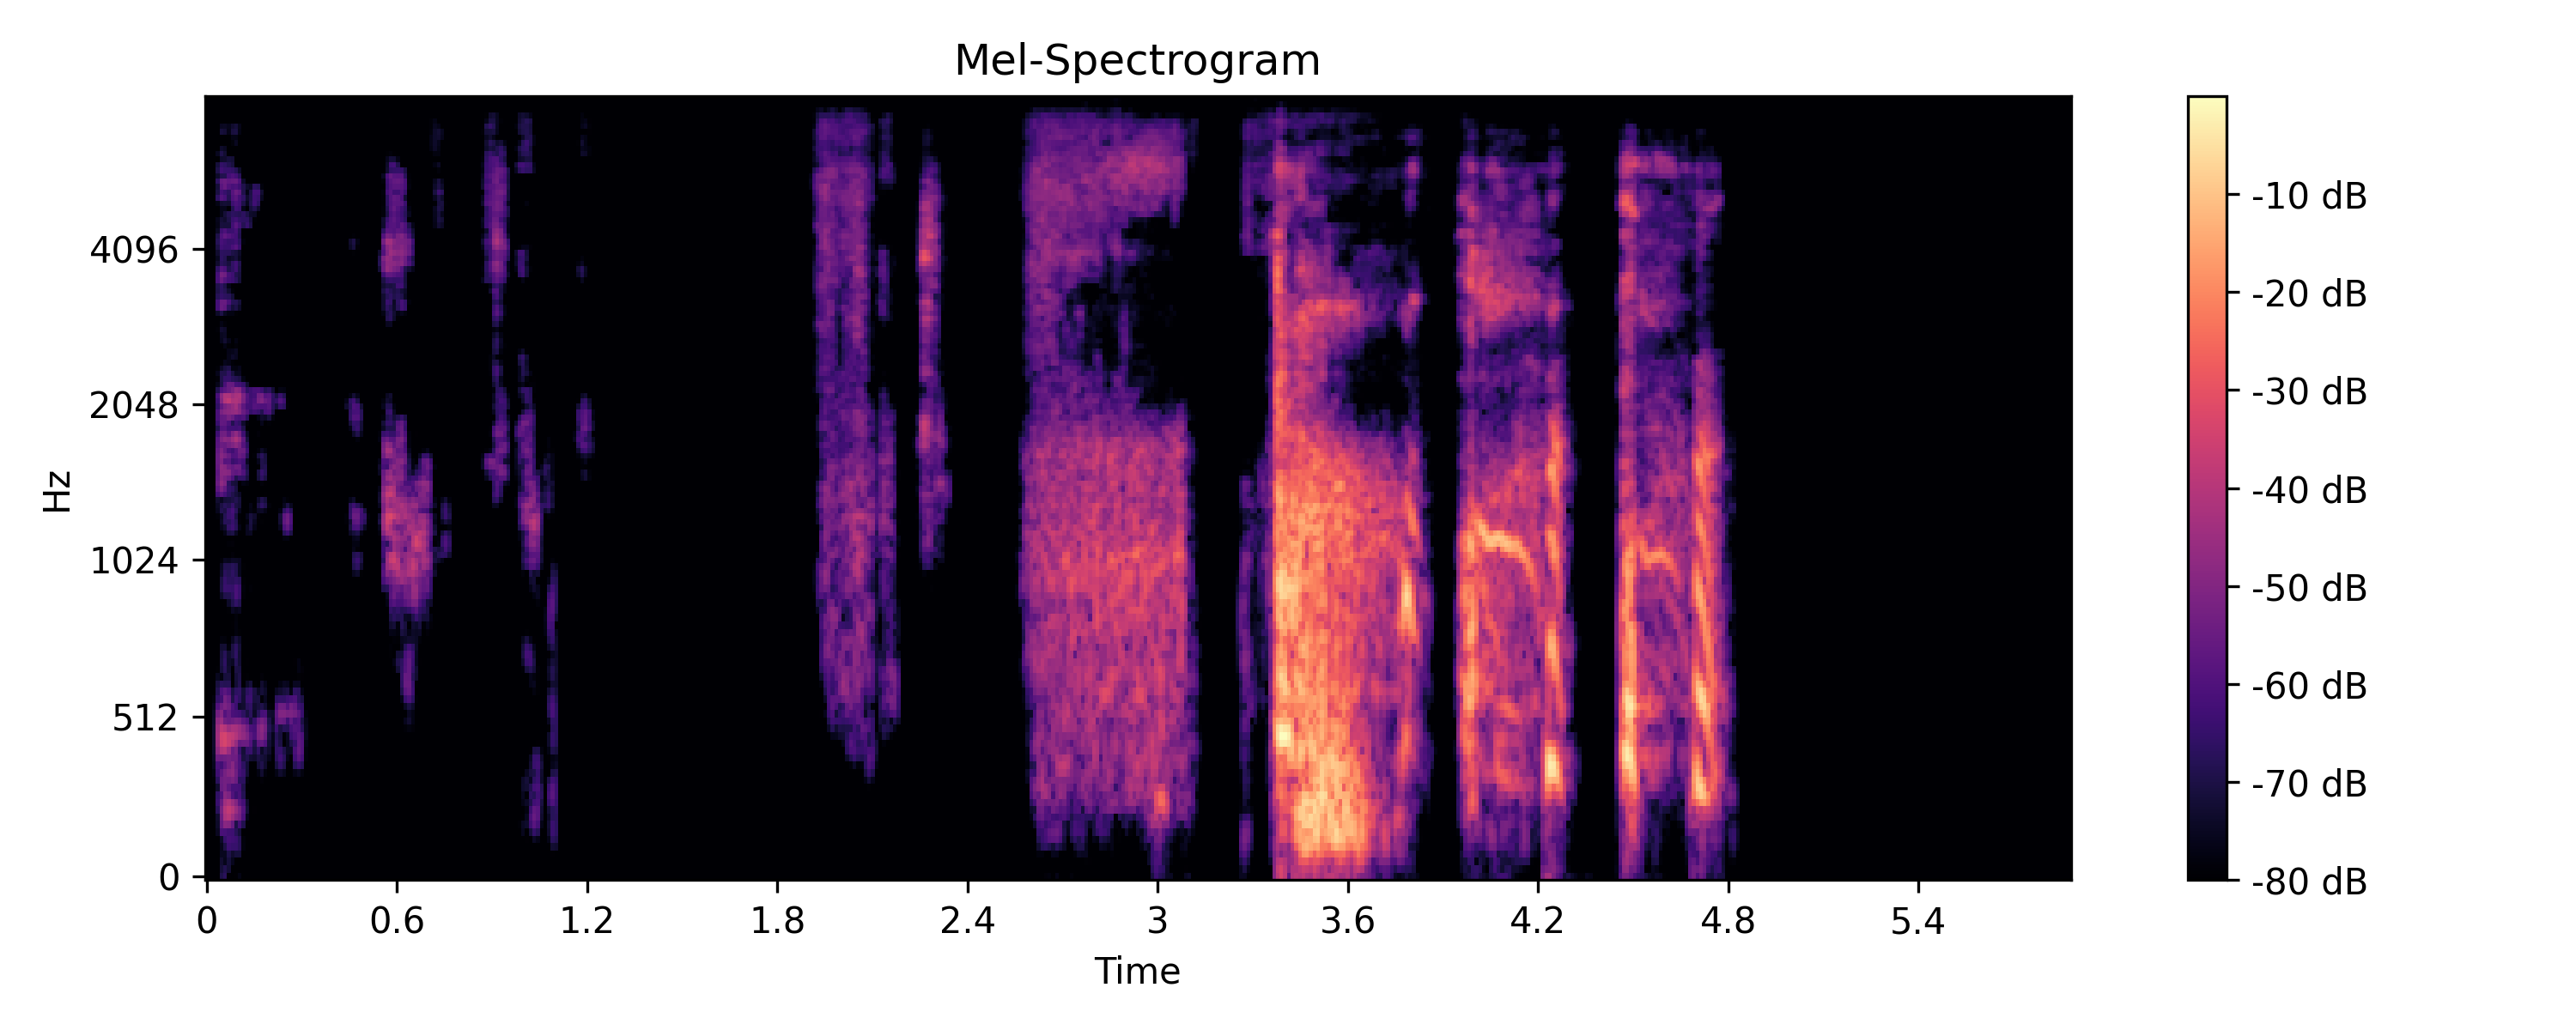 Mel-Spectrogram
Hz
4096
2048
1024
512
0
0 0.6 1.2 1.8 2.4 3 3.6 4.2 4.8 5.4
Time
-10 dB
-20 dB
-30 dB
-40 dB
-50 dB
-60 dB
-70 dB
-80 dB